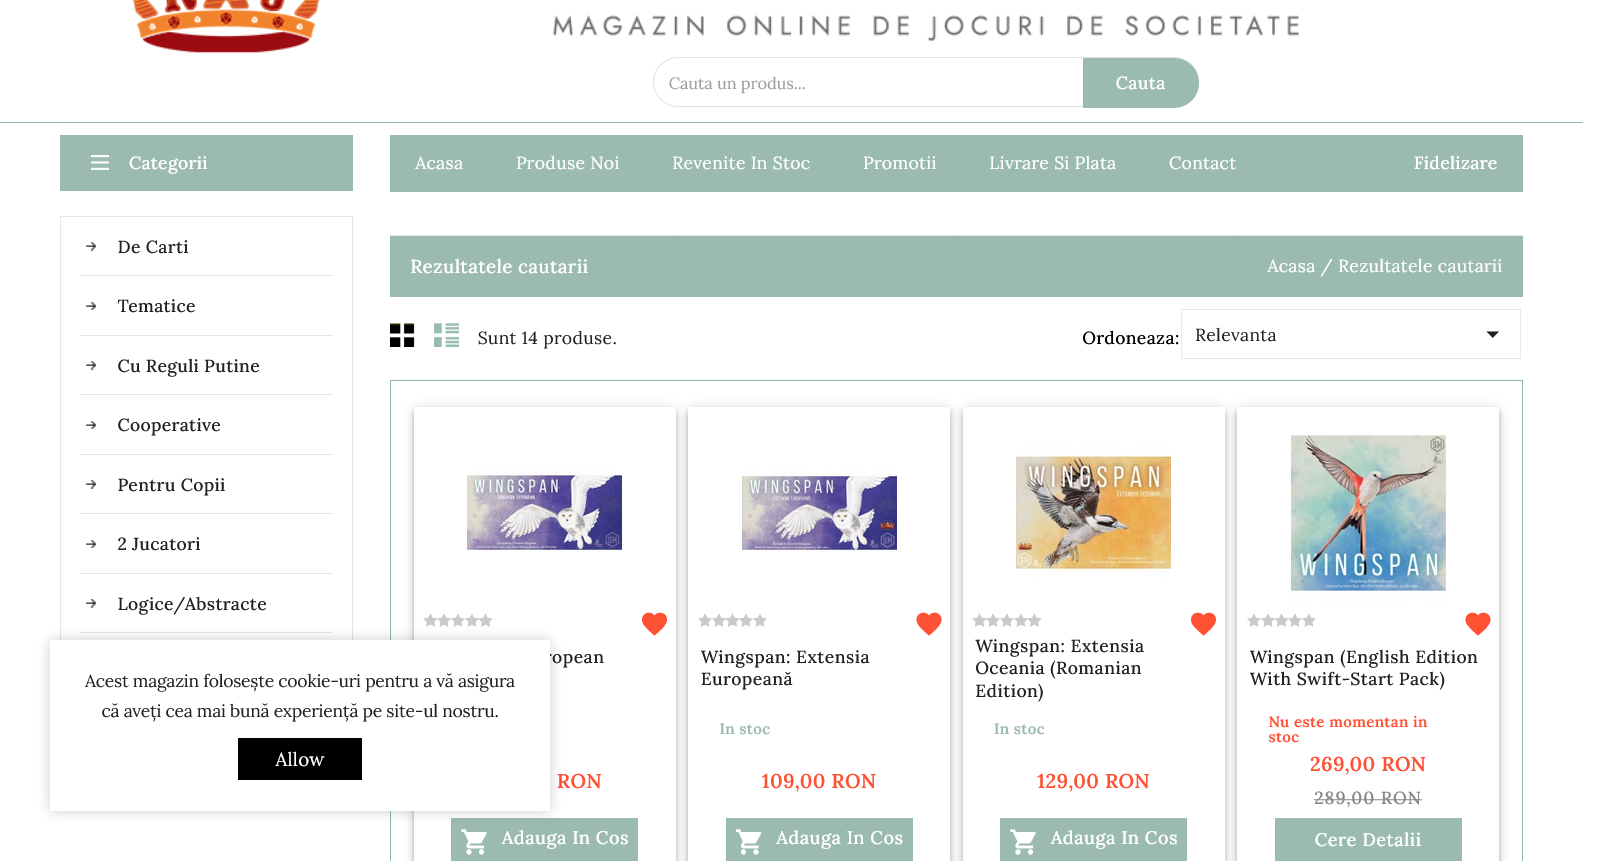 MAGAZIN ONLINE DE JOCURI DE SOCIETATE
Cauta un produs...
Cauta
Categorii
Acasa
Produse Noi
Revenite In Stoc
Promotii
Livrare Si Plata
Contact
Fidelizare
De Carti
Tematice
Cu Reguli Putine
Cooperative
Pentru Copii
2 Jucatori
Logice/Abstracte
Rezultatele cautarii
Acasa / Rezultatele cautarii
Sunt 14 produse.
Ordoneaza:
Relevanta
WINGSPAN
WINGSPAN
WINGSPAN
EXTENSIA OCEANIA
WINGSPAN
Wingspan: Extensia
Europeană
In stoc
109,00 RON
Adauga In Cos
Wingspan: Extensia
Oceania (Romanian
Edition)
In stoc
129,00 RON
Adauga In Cos
Wingspan (English Edition
With Swift-Start Pack)
Nu este momentan in
stoc
269,00 RON
289,00 RON
Cere Detalii
RON
Adauga In Cos
Acest magazin folosește cookie-uri pentru a vă asigura
că aveți cea mai bună experiență pe site-ul nostru.
Allow